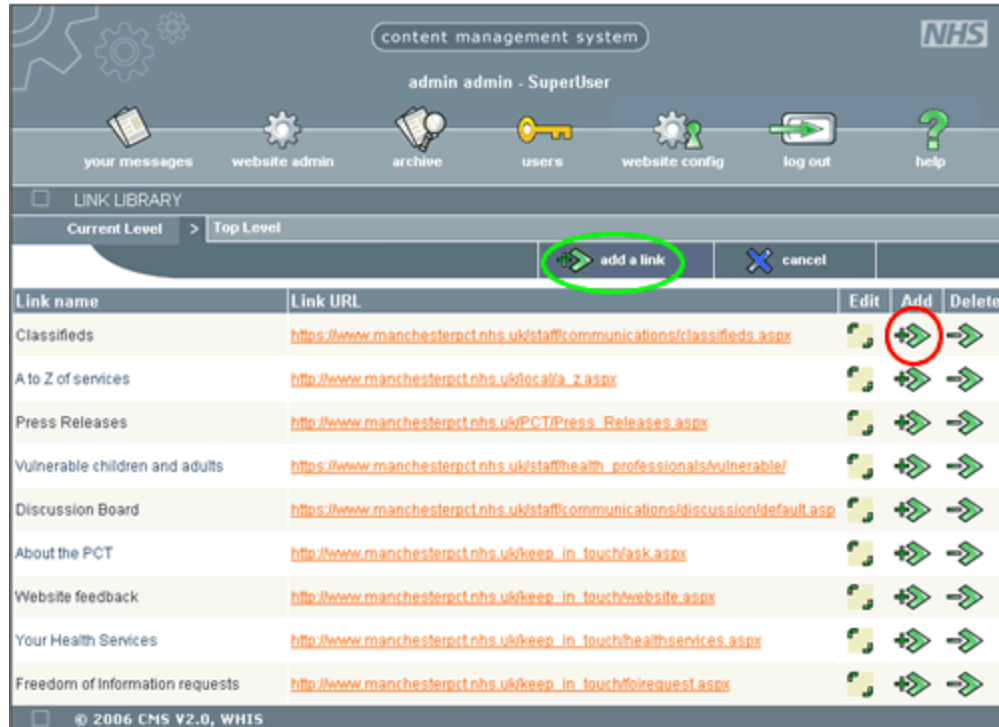 content management system
NHS
admin admin - SuperUser
your messages website admin archive users website config log out help
LINK LIBRARY
Current Level > Top Level
add a link cancel
Link name Link URL Edit Add Delete
Classifieds https://www.manchesterpct.nhs.uk/staff/communications/classifieds.aspx
A to Z of services http://www.manchesterpct.nhs.uk/local/a_z.aspx
Press Releases http://www.manchesterpct.nhs.uk/PCT/Press_Releases.aspx
Vulnerable children and adults https://www.manchesterpct.nhs.uk/staff/health_professionals/vulnerable/
Discussion Board https://www.manchesterpct.nhs.uk/staff/communications/discussion/default.asp
About the PCT http://www.manchesterpct.nhs.uk/keep_in_touch/ask.aspx
Website feedback http://www.manchesterpct.nhs.uk/keep_in_touch/website.aspx
Your Health Services http://www.manchesterpct.nhs.uk/keep_in_touch/healthservices.aspx
Freedom of Information requests http://www.manchesterpct.nhs.uk/keep_in_touch/foirequest.aspx
© 2006 CMS V2.0, WHIS